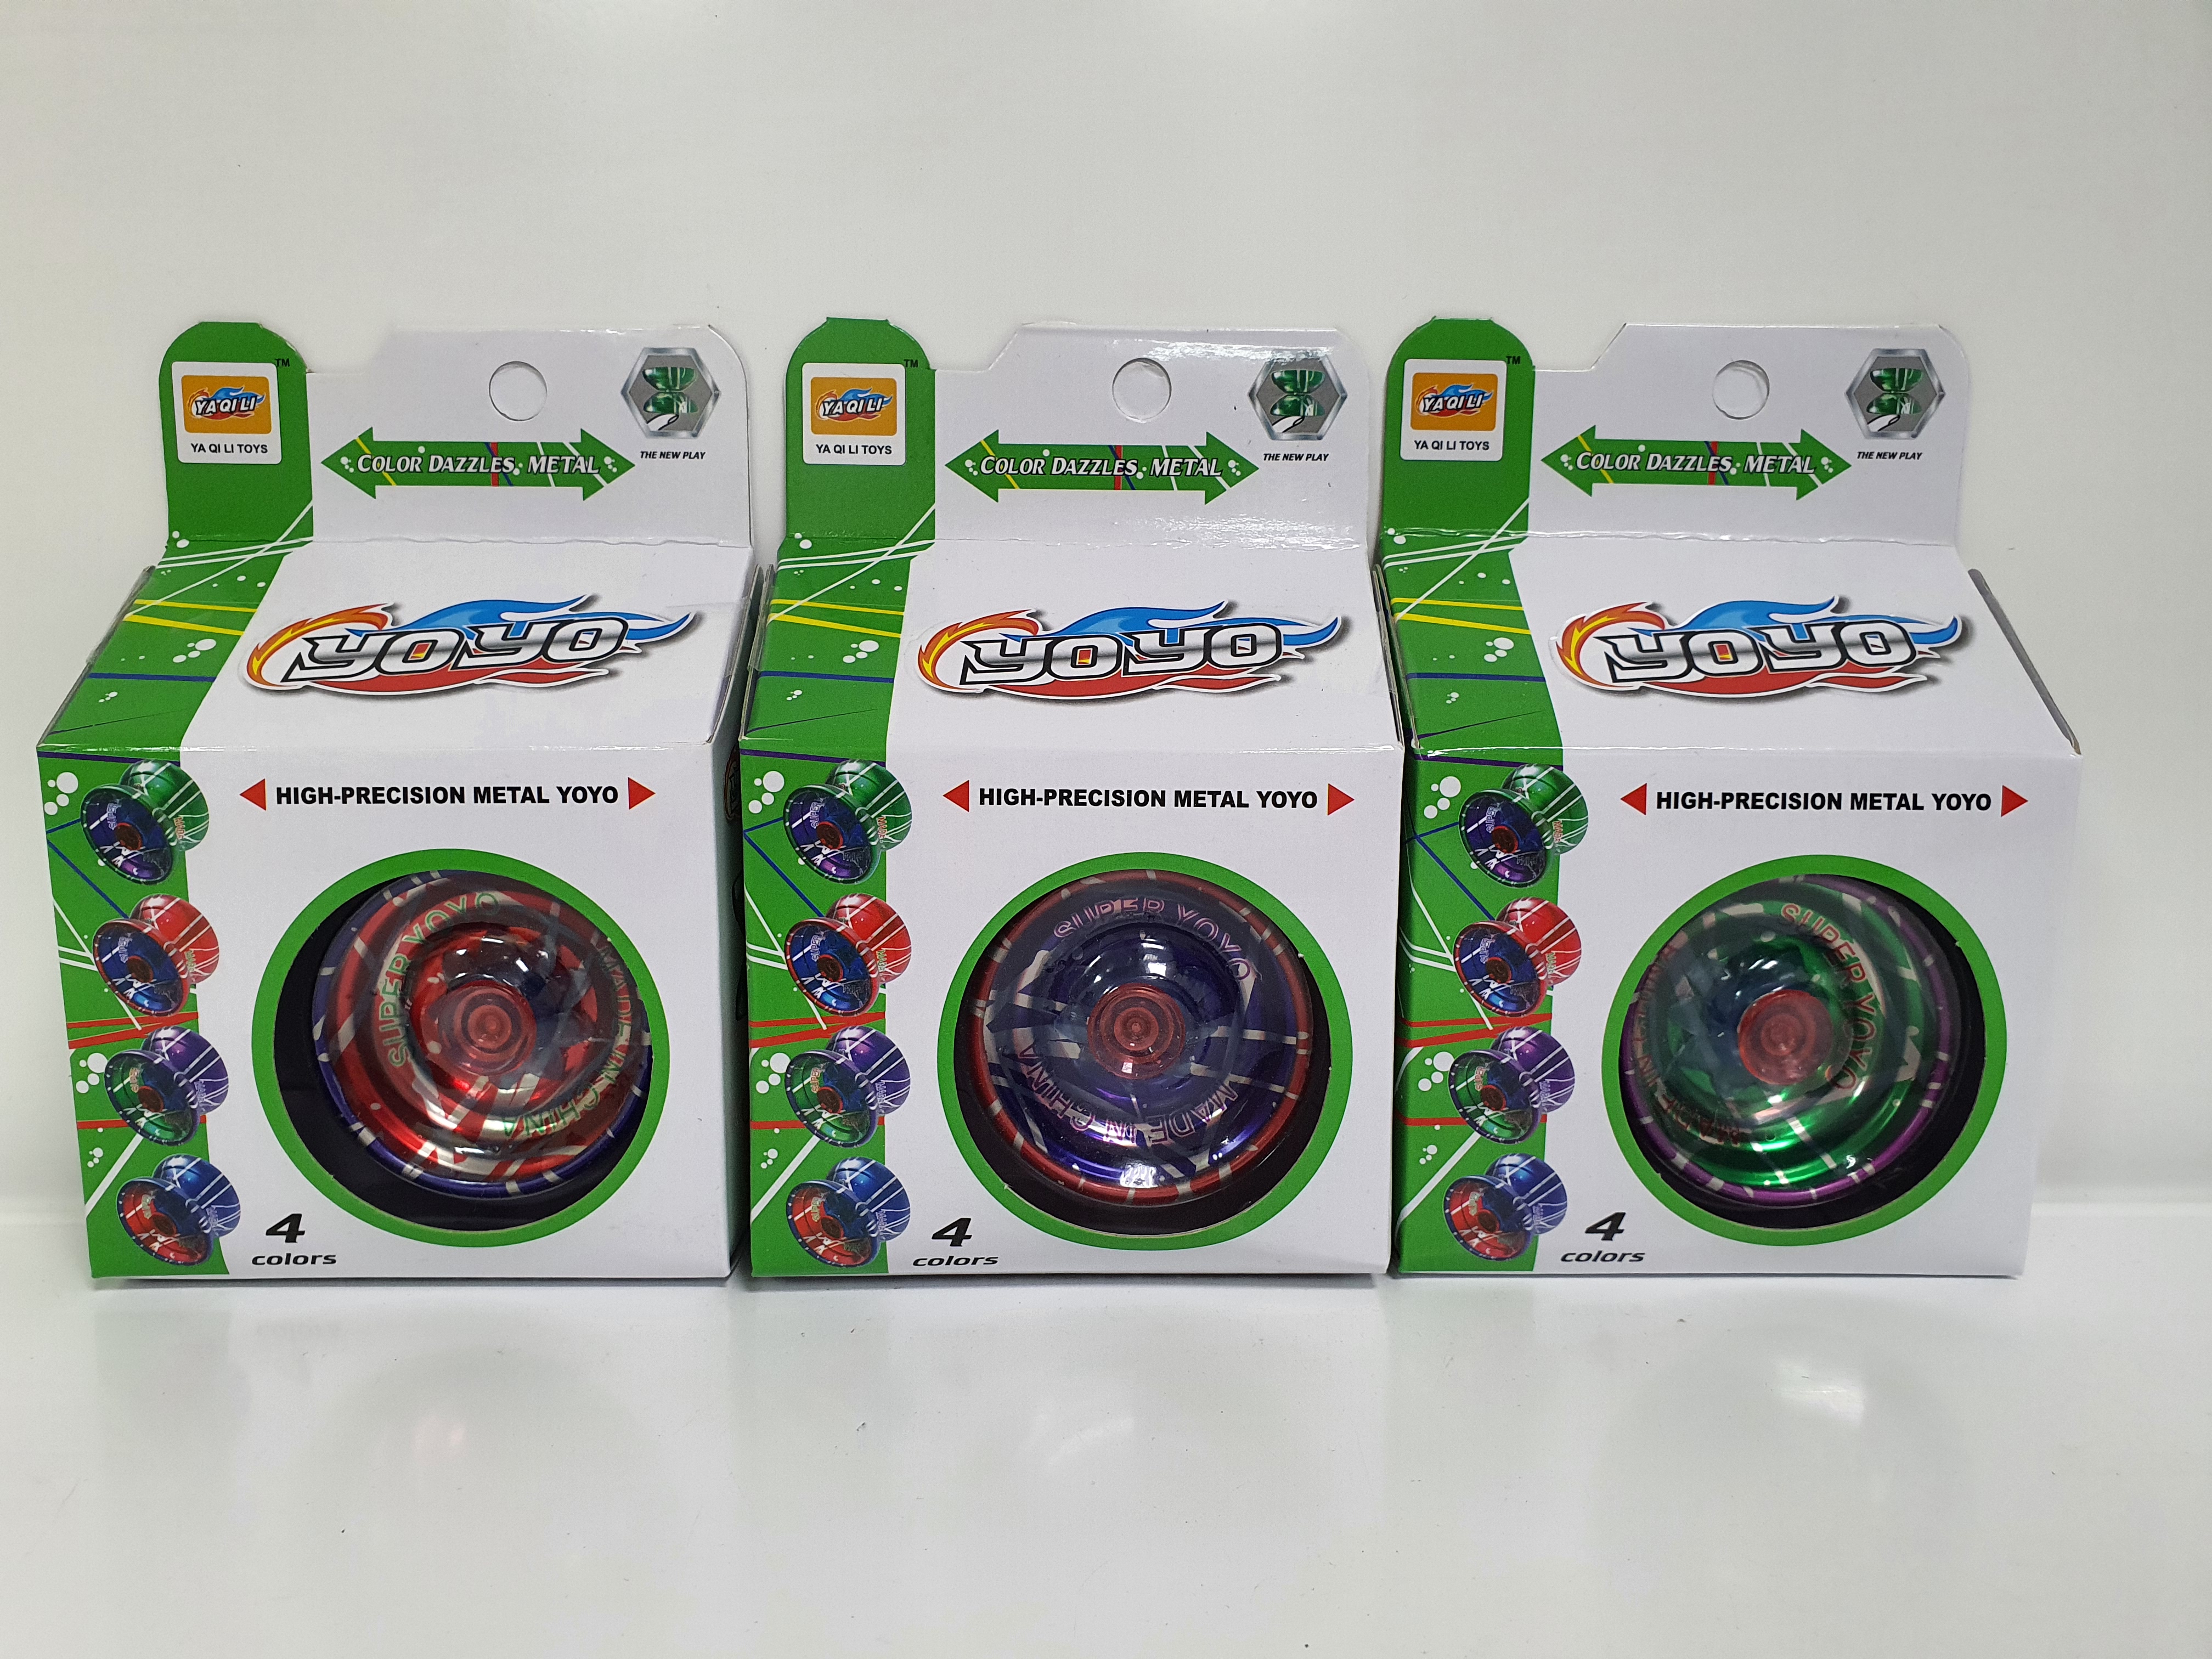 YA QI LI
TM
YA QI LI TOYS
COLOR DAZZLES METAL
THE NEW PLAY
YOYO
HIGH-PRECISION METAL YOYO
SUPER YOYO
MADE IN CHINA
4
colors
YA QI LI
TM
YA QI LI TOYS
COLOR DAZZLES METAL
THE NEW PLAY
YOYO
HIGH-PRECISION METAL YOYO
SUPER YOYO
MADE IN CHINA
4
colors
YA QI LI
TM
YA QI LI TOYS
COLOR DAZZLES METAL
THE NEW PLAY
YOYO
HIGH-PRECISION METAL YOYO
SUPER YOYO
4
colors